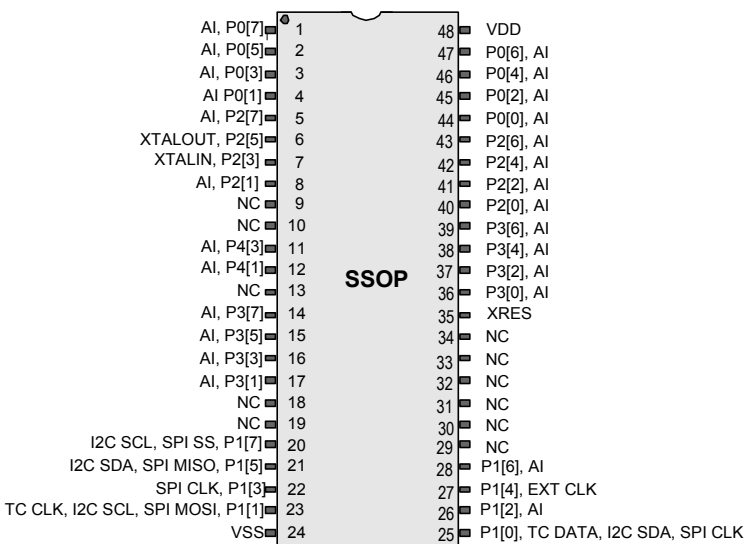 AI, P0[7] 1 48 VDD
AI, P0[5] 2 47 P0[6], AI
AI, P0[3] 3 46 P0[4], AI
AI P0[1] 4 45 P0[2], AI
AI, P2[7] 5 44 P0[0], AI
XTALOUT, P2[5] 6 43 P2[6], AI
XTALIN, P2[3] 7 42 P2[4], AI
AI, P2[1] 8 41 P2[2], AI
NC 9 40 P2[0], AI
NC 10 39 P3[6], AI
AI, P4[3] 11 38 P3[4], AI
AI, P4[1] 12 37 P3[2], AI
SSOP
NC 13 36 P3[0], AI
AI, P3[7] 14 35 XRES
AI, P3[5] 15 34 NC
AI, P3[3] 16 33 NC
AI, P3[1] 17 32 NC
NC 18 31 NC
NC 19 30 NC
I2C SCL, SPI SS, P1[7] 20 29 NC
I2C SDA, SPI MISO, P1[5] 21 28 P1[6], AI
SPI CLK, P1[3] 22 27 P1[4], EXT CLK
TC CLK, I2C SCL, SPI MOSI, P1[1] 23 26 P1[2], AI
VSS 24 25 P1[0], TC DATA, I2C SDA, SPI CLK